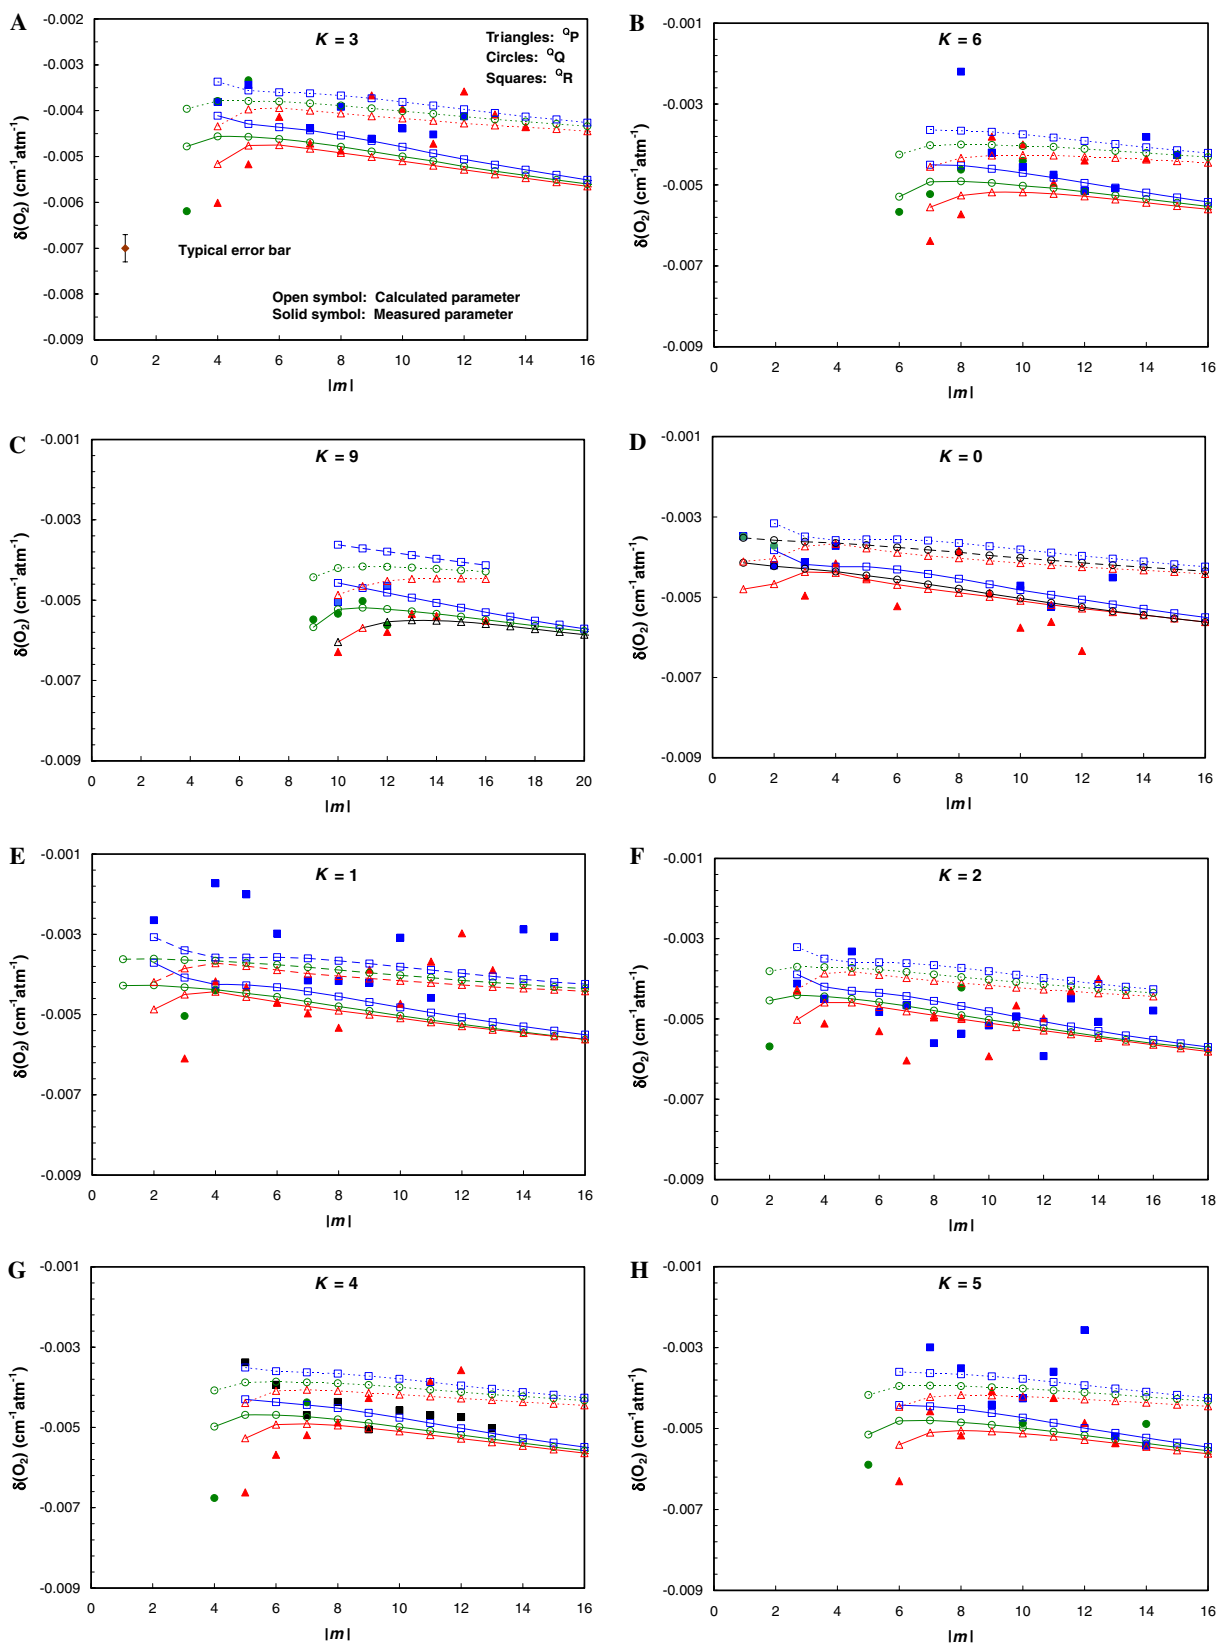 A
K = 3
Triangles: QP
Circles: QQ
Squares: QR
Typical error bar
Open symbol: Calculated parameter
Solid symbol: Measured parameter
-0.002
-0.003
-0.004
-0.005
-0.006
-0.007
-0.008
-0.009
δ(O2) (cm-1atm-1)
0 2 4 6 8 10 12 14 16
|m|
B
K = 6
-0.001
-0.003
-0.005
-0.007
-0.009
δ(O2) (cm-1atm-1)
0 2 4 6 8 10 12 14 16
|m|
C
K = 9
-0.001
-0.003
-0.005
-0.007
-0.009
δ(O2) (cm-1atm-1)
0 2 4 6 8 10 12 14 16 18 20
|m|
D
K = 0
-0.001
-0.003
-0.005
-0.007
-0.009
δ(O2) (cm-1atm-1)
0 2 4 6 8 10 12 14 16
|m|
E
K = 1
-0.001
-0.003
-0.005
-0.007
-0.009
δ(O2) (cm-1atm-1)
0 2 4 6 8 10 12 14 16
|m|
F
K = 2
-0.001
-0.003
-0.005
-0.007
-0.009
δ(O2) (cm-1atm-1)
0 2 4 6 8 10 12 14 16 18
|m|
G
K = 4
-0.001
-0.003
-0.005
-0.007
-0.009
δ(O2) (cm-1atm-1)
0 2 4 6 8 10 12 14 16
|m|
H
K = 5
-0.001
-0.003
-0.005
-0.007
-0.009
δ(O2) (cm-1atm-1)
0 2 4 6 8 10 12 14 16
|m|